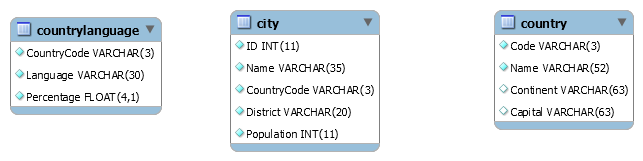 countrylanguage
CountryCode VARCHAR(3)
Language VARCHAR(30)
Percentage FLOAT(4,1)
city
ID INT(11)
Name VARCHAR(35)
CountryCode VARCHAR(3)
District VARCHAR(20)
Population INT(11)
country
Code VARCHAR(3)
Name VARCHAR(52)
Continent VARCHAR(63)
Capital VARCHAR(63)